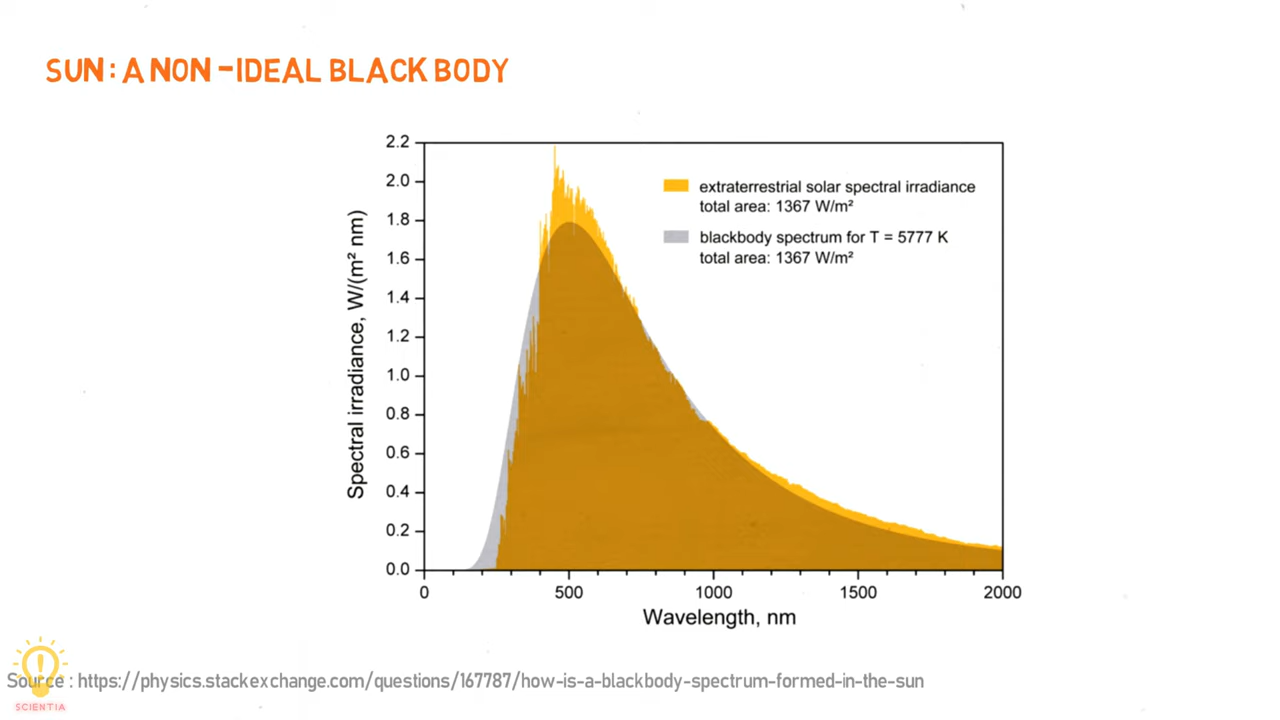 SUN: A NON-IDEAL BLACK BODY
2.2
2.0
1.8
1.6
1.4
1.2
1.0
0.8
0.6
0.4
0.2
0.0
Spectral irradiance, W/(m² nm)
extraterrestrial solar spectral irradiance
total area: 1367 W/m²
blackbody spectrum for T = 5777 K
total area: 1367 W/m²
0 500 1000 1500 2000
Wavelength, nm
Source : https://physics.stackexchange.com/questions/167787/how-is-a-blackbody-spectrum-formed-in-the-sun
SCIENTIA